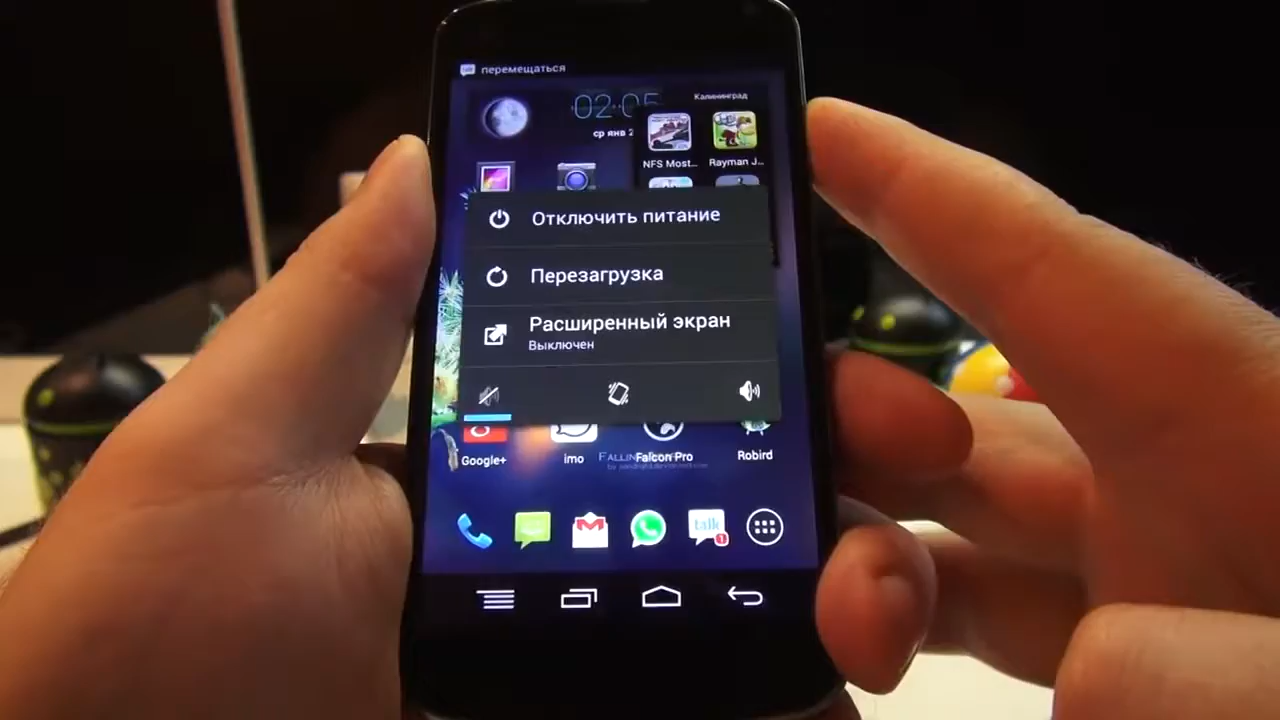 перемещаться
02:05
Калининград
ср янв 2
NFS Most...
Rayman J...
Отключить питание
Перезагрузка
Расширенный экран
Выключен
Google+
imo
Falcon Pro
Robird
talk
1